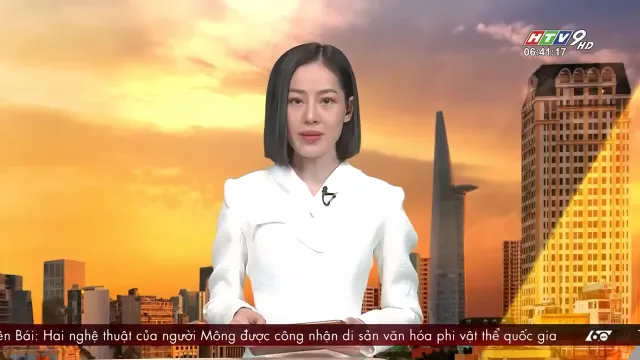 HTV9 HD
06:41:17
ên Bái: Hai nghệ thuật của người Mông được công nhận di sản văn hóa phi vật thể quốc gia